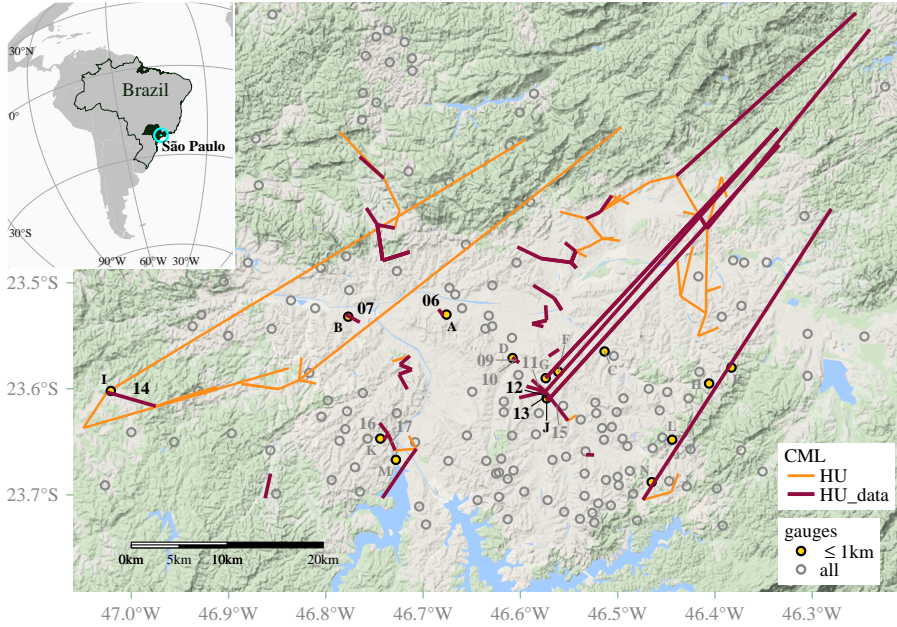 30°N
0°
30°S
Brazil
São Paulo
90°W
60°W
30°W
23.5°S
23.6°S
23.7°S
07
B
06
A
I
14
D
09
10
11
G
F
C
12
13
J
15
H
L
N
16
K
17
M
CML
HU
HU_data
gauges
≤ 1km
all
0km
5km
10km
20km
47.0°W
46.9°W
46.8°W
46.7°W
46.6°W
46.5°W
46.4°W
46.3°W